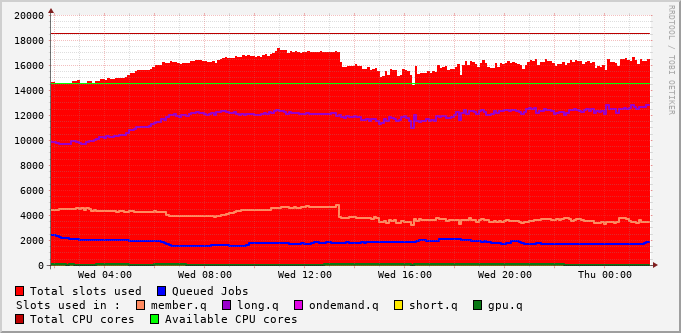 20000
18000
16000
14000
12000
10000
8000
6000
4000
2000
0
Wed 04:00 Wed 08:00 Wed 12:00 Wed 16:00 Wed 20:00 Thu 00:00
Total slots used Queued Jobs
Slots used in : member.q long.q ondemand.q short.q gpu.q
Total CPU cores Available CPU cores
RRDTOOL / TOBI OETIKER